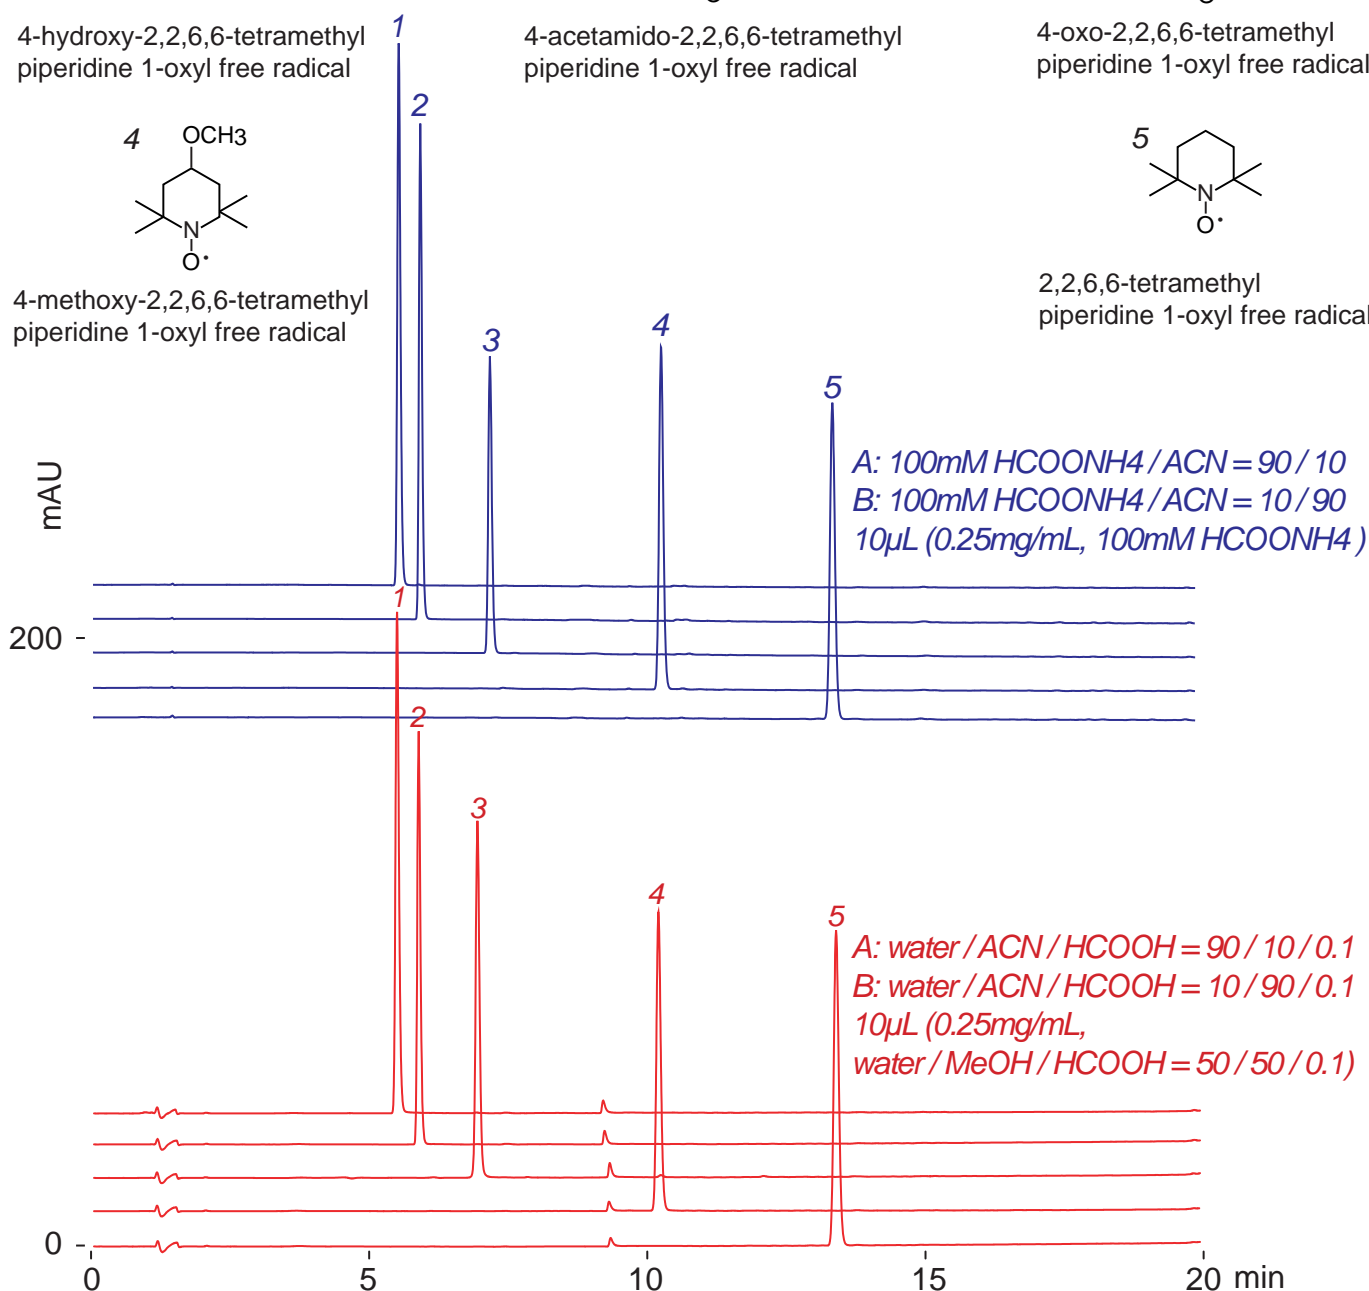 4-hydroxy-2,2,6,6-tetramethyl
piperidine 1-oxyl free radical
1
4-acetamido-2,2,6,6-tetramethyl
piperidine 1-oxyl free radical
4-oxo-2,2,6,6-tetramethyl
piperidine 1-oxyl free radical
2
4
OCH3
N
O•
4-methoxy-2,2,6,6-tetramethyl
piperidine 1-oxyl free radical
5
N
O•
2,2,6,6-tetramethyl
piperidine 1-oxyl free radical
3
4
5
A: 100mM HCOONH4 / ACN = 90 / 10
B: 100mM HCOONH4 / ACN = 10 / 90
10µL (0.25mg/mL, 100mM HCOONH4 )
mAU
200
1
2
3
4
5
A: water / ACN / HCOOH = 90 / 10 / 0.1
B: water / ACN / HCOOH = 10 / 90 / 0.1
10µL (0.25mg/mL,
water / MeOH / HCOOH = 50 / 50 / 0.1)
0
0 5 10 15 20 min